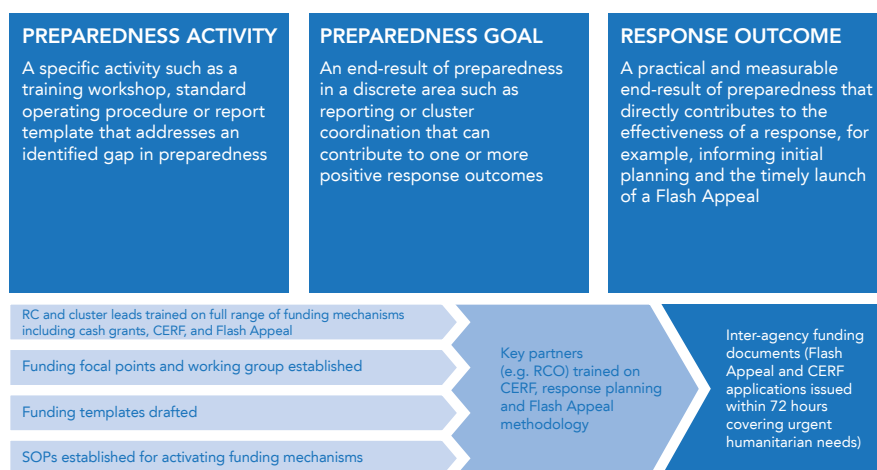 PREPAREDNESS ACTIVITY
A specific activity such as a
training workshop, standard
operating procedure or report
template that addresses an
identified gap in preparedness
PREPAREDNESS GOAL
An end-result of preparedness
in a discrete area such as
reporting or cluster
coordination that can
contribute to one or more
positive response outcomes
RESPONSE OUTCOME
A practical and measurable
end-result of preparedness that
directly contributes to the
effectiveness of a response, for
example, informing initial
planning and the timely launch
of a Flash Appeal
RC and cluster leads trained on full range of funding mechanisms
including cash grants, CERF, and Flash Appeal
Funding focal points and working group established
Funding templates drafted
SOPs established for activating funding mechanisms
Key partners
(e.g. RCO) trained on
CERF, response planning
and Flash Appeal
methodology
Inter-agency funding
documents (Flash
Appeal and CERF
applications issued
within 72 hours
covering urgent
humanitarian needs)